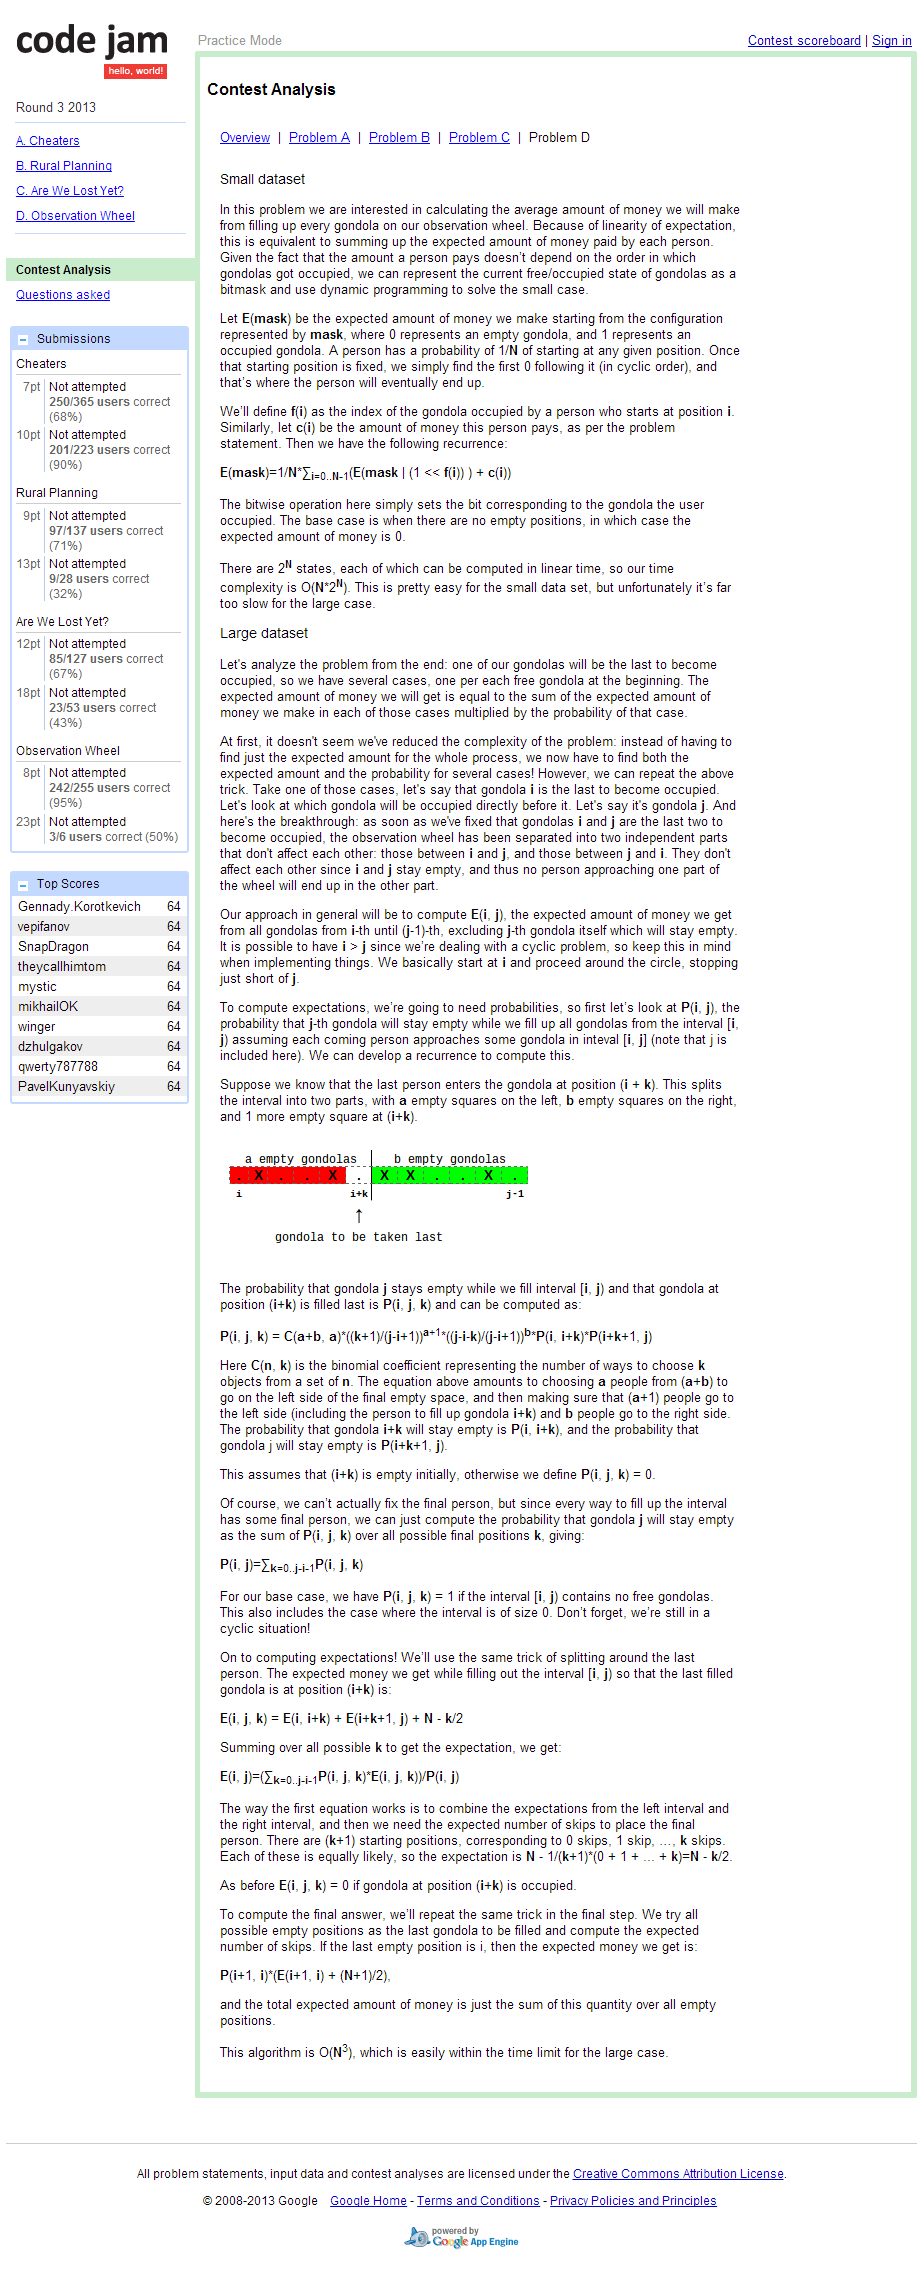 code jam
hello, world!
Practice Mode
Contest scoreboard | Sign in
Round 3 2013
A. Cheaters
B. Rural Planning
C. Are We Lost Yet?
D. Observation Wheel
Contest Analysis
Questions asked
Submissions
Cheaters
7pt Not attempted
250/365 users correct
(68%)
10pt Not attempted
201/223 users correct
(90%)
Rural Planning
9pt Not attempted
97/137 users correct
(71%)
13pt Not attempted
9/28 users correct
(32%)
Are We Lost Yet?
12pt Not attempted
85/127 users correct
(67%)
18pt Not attempted
23/53 users correct
(43%)
Observation Wheel
8pt Not attempted
242/255 users correct
(95%)
23pt Not attempted
3/6 users correct (50%)
Top Scores
Gennady.Korotkevich 64
vepifanov 64
SnapDragon 64
theycallhimtom 64
mystic 64
mikhailOK 64
winger 64
dzhulgakov 64
qwerty787788 64
PavelKunyavskiy 64
Contest Analysis
Overview | Problem A | Problem B | Problem C | Problem D
Small dataset
In this problem we are interested in calculating the average amount of money we will make
from filling up every gondola on our observation wheel. Because of linearity of expectation,
this is equivalent to summing up the expected amount of money paid by each person.
Given the fact that the amount a person pays doesn't depend on the order in which
gondolas got occupied, we can represent the current free/occupied state of gondolas as a
bitmask and use dynamic programming to solve the small case.
Let E(mask) be the expected amount of money we make starting from the configuration
represented by mask, where 0 represents an empty gondola, and 1 represents an
occupied gondola. A person has a probability of 1/N of starting at any given position. Once
that starting position is fixed, we simply find the first 0 following it (in cyclic order), and
that's where the person will eventually end up.
We'll define f(i) as the index of the gondola occupied by a person who starts at position i.
Similarly, let c(i) be the amount of money this person pays, as per the problem
statement. Then we have the following recurrence:
E(mask)=1/N*∑i=0..N-1(E(mask | (1 << f(i)) ) + c(i))
The bitwise operation here simply sets the bit corresponding to the gondola the user
occupied. The base case is when there are no empty positions, in which case the
expected amount of money is 0.
There are 2^N states, each of which can be computed in linear time, so our time
complexity is O(N*2^N). This is pretty easy for the small data set, but unfortunately it's far
too slow for the large case.
Large dataset
Let's analyze the problem from the end: one of our gondolas will be the last to become
occupied, so we have several cases, one per each free gondola at the beginning. The
expected amount of money we will get is equal to the sum of the expected amount of
money we make in each of those cases multiplied by the probability of that case.
At first, it doesn't seem we've reduced the complexity of the problem: instead of having to
find just the expected amount for the whole process, we now have to find both the
expected amount and the probability for several cases! However, we can repeat the above
trick. Take one of those cases, let's say that gondola i is the last to become occupied.
Let's look at which gondola will be occupied directly before it. Let's say it's gondola j. And
here's the breakthrough: as soon as we've fixed that gondolas i and j are the last two to
become occupied, the observation wheel has been separated into two independent parts
that don't affect each other: those between i and j, and those between j and i. They don't
affect each other since i and j stay empty, and thus no person approaching one part of
the wheel will end up in the other part.
Our approach in general will be to compute E(i, j), the expected amount of money we get
from all gondolas from i-th until (j-1)-th, excluding j-th gondola itself which will stay empty.
It is possible to have i > j since we're dealing with a cyclic problem, so keep this in mind
when implementing things. We basically start at i and proceed around the circle, stopping
just short of j.
To compute expectations, we're going to need probabilities, so first let's look at P(i, j), the
probability that j-th gondola will stay empty while we fill up all gondolas from the interval [i,
j) assuming each coming person approaches some gondola in inteval [i, j] (note that j is
included here). We can develop a recurrence to compute this.
Suppose we know that the last person enters the gondola at position (i + k). This splits
the interval into two parts, with a empty squares on the left, b empty squares on the right,
and 1 more empty square at (i+k).
a empty gondolas b empty gondolas
. X . . X . X X . . X .
i i+k j-1
↑
gondola to be taken last
The probability that gondola j stays empty while we fill interval [i, j) and that gondola at
position (i+k) is filled last is P(i, j, k) and can be computed as:
P(i, j, k) = C(a+b, a)*((k+1)/(j-i+1))^a+1*((j-i-k)/(j-i+1))^b*P(i, i+k)*P(i+k+1, j)
Here C(n, k) is the binomial coefficient representing the number of ways to choose k
objects from a set of n. The equation above amounts to choosing a people from (a+b) to
go on the left side of the final empty space, and then making sure that (a+1) people go to
the left side (including the person to fill up gondola i+k) and b people go to the right side.
The probability that gondola i+k will stay empty is P(i, i+k), and the probability that
gondola j will stay empty is P(i+k+1, j).
This assumes that (i+k) is empty initially, otherwise we define P(i, j, k) = 0.
Of course, we can't actually fix the final person, but since every way to fill up the interval
has some final person, we can just compute the probability that gondola j will stay empty
as the sum of P(i, j, k) over all possible final positions k, giving:
P(i, j)=∑k=0..j-i-1P(i, j, k)
For our base case, we have P(i, j, k) = 1 if the interval [i, j) contains no free gondolas.
This also includes the case where the interval is of size 0. Don't forget, we're still in a
cyclic situation!
On to computing expectations! We'll use the same trick of splitting around the last
person. The expected money we get while filling out the interval [i, j) so that the last filled
gondola is at position (i+k) is:
E(i, j, k) = E(i, i+k) + E(i+k+1, j) + N - k/2
Summing over all possible k to get the expectation, we get:
E(i, j)=(∑k=0..j-i-1P(i, j, k)*E(i, j, k))/P(i, j)
The way the first equation works is to combine the expectations from the left interval and
the right interval, and then we need the expected number of skips to place the final
person. There are (k+1) starting positions, corresponding to 0 skips, 1 skip, ..., k skips.
Each of these is equally likely, so the expectation is N - 1/(k+1)*(0 + 1 + ... + k)=N - k/2.
As before E(i, j, k) = 0 if gondola at position (i+k) is occupied.
To compute the final answer, we'll repeat the same trick in the final step. We try all
possible empty positions as the last gondola to be filled and compute the expected
number of skips. If the last empty position is i, then the expected money we get is:
P(i+1, i)*(E(i+1, i) + (N+1)/2),
and the total expected amount of money is just the sum of this quantity over all empty
positions.
This algorithm is O(N^3), which is easily within the time limit for the large case.
All problem statements, input data and contest analyses are licensed under the Creative Commons Attribution License.
© 2008-2013 Google Google Home - Terms and Conditions - Privacy Policies and Principles
powered by
Google App Engine